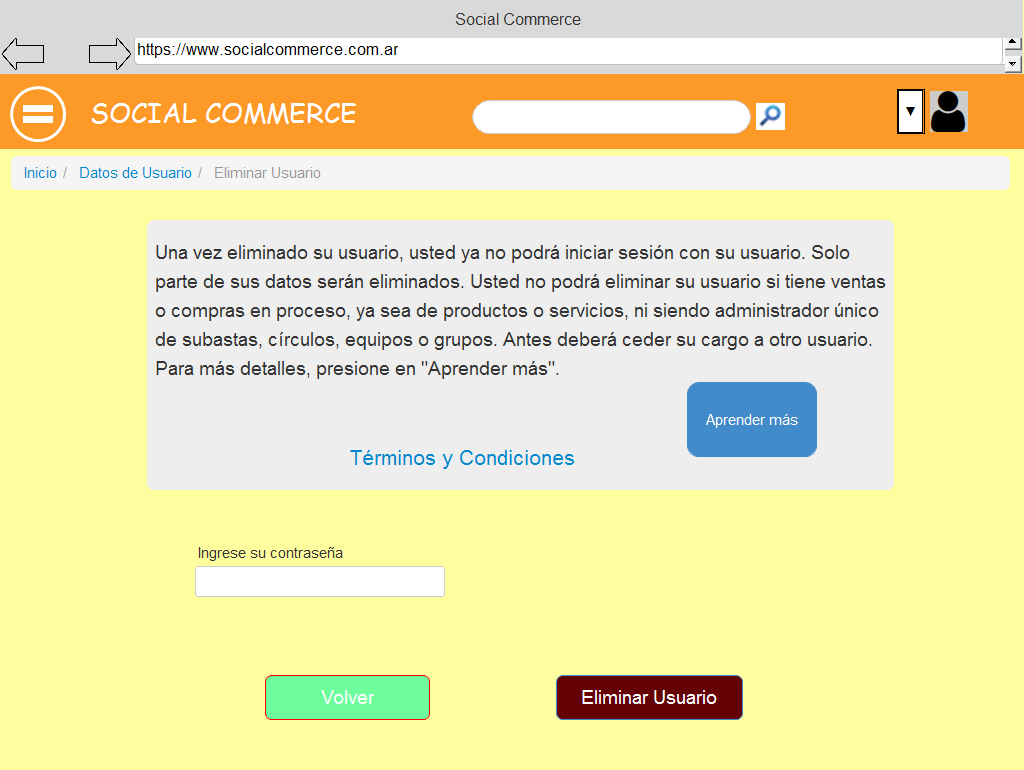 Social Commerce
https://www.socialcommerce.com.ar
SOCIAL COMMERCE
Inicio / Datos de Usuario / Eliminar Usuario
Una vez eliminado su usuario, usted ya no podrá iniciar sesión con su usuario. Solo
parte de sus datos serán eliminados. Usted no podrá eliminar su usuario si tiene ventas
o compras en proceso, ya sea de productos o servicios, ni siendo administrador único
de subastas, círculos, equipos o grupos. Antes deberá ceder su cargo a otro usuario.
Para más detalles, presione en "Aprender más".
Aprender más
Términos y Condiciones
Ingrese su contraseña
Volver
Eliminar Usuario